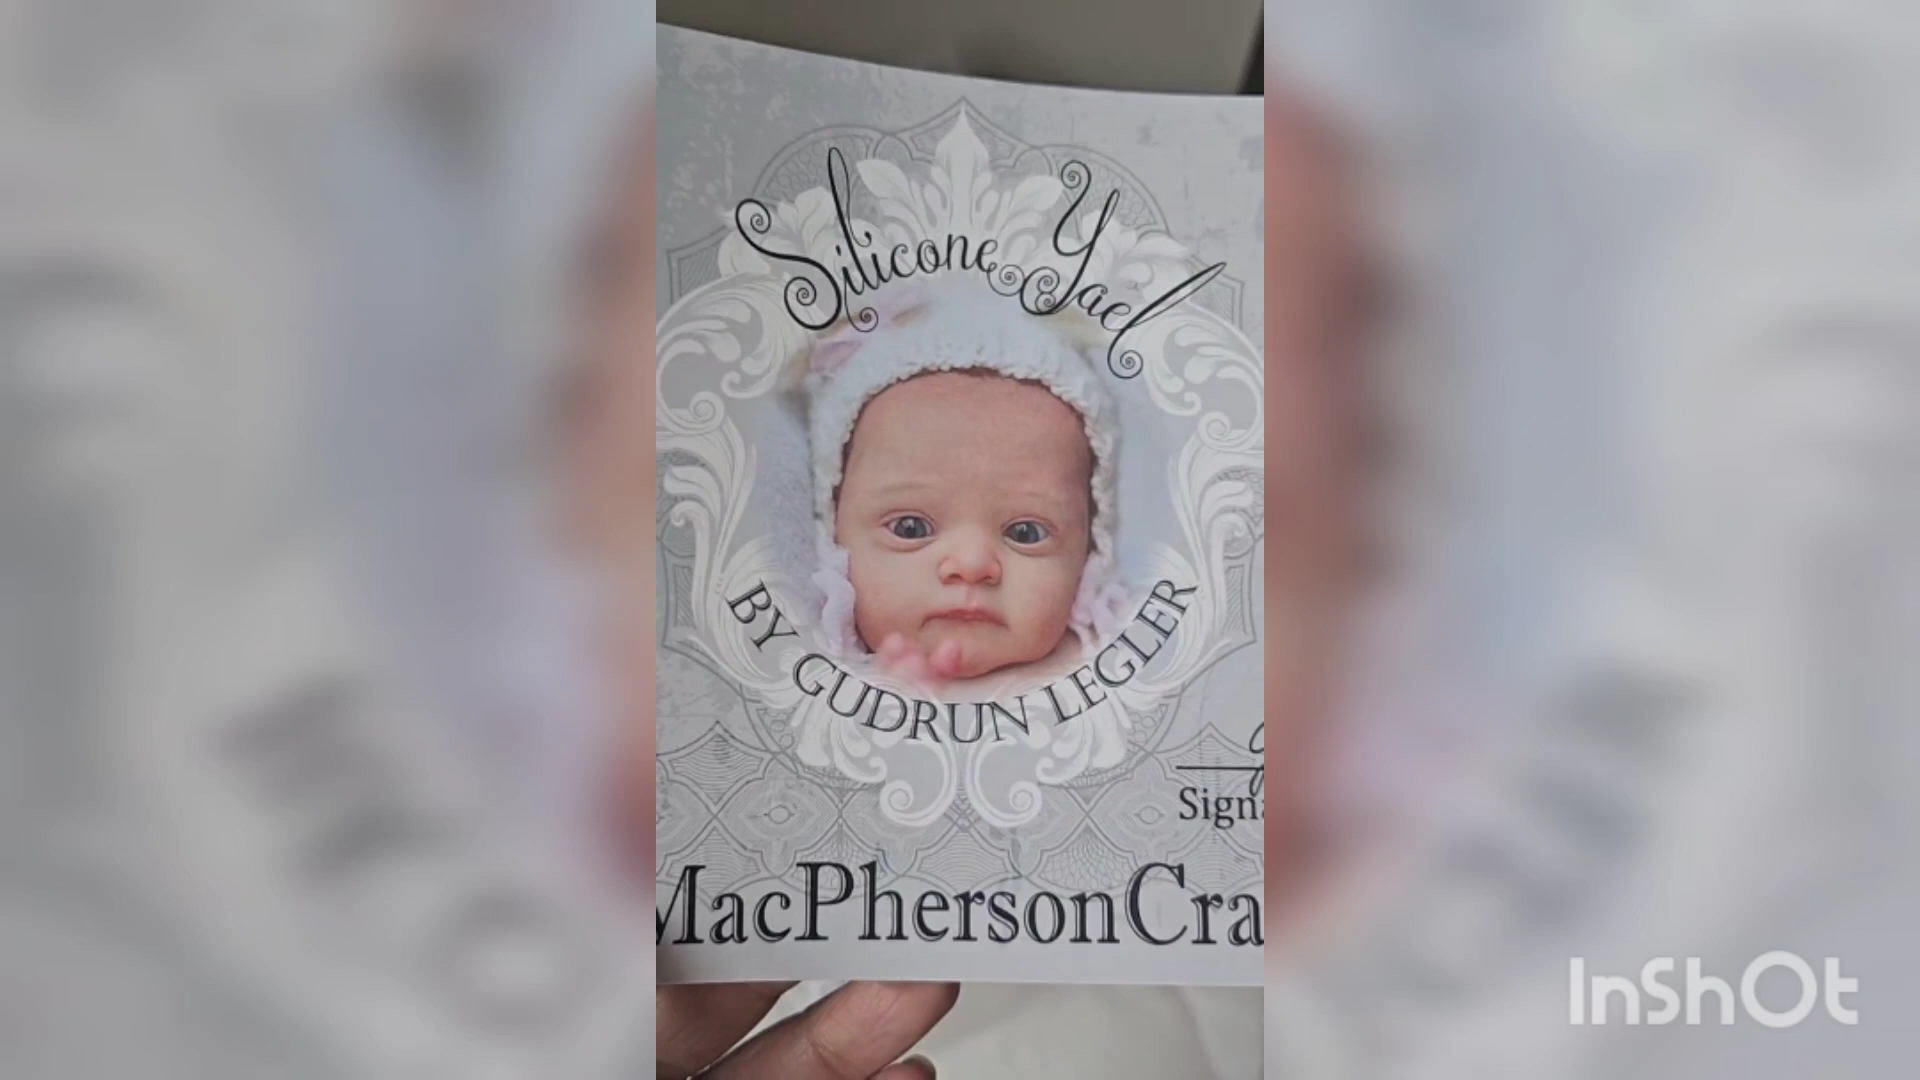 Silicone Yael
BY GUDRUN LEGLER
Signa
MacPhersonCra
InShOt